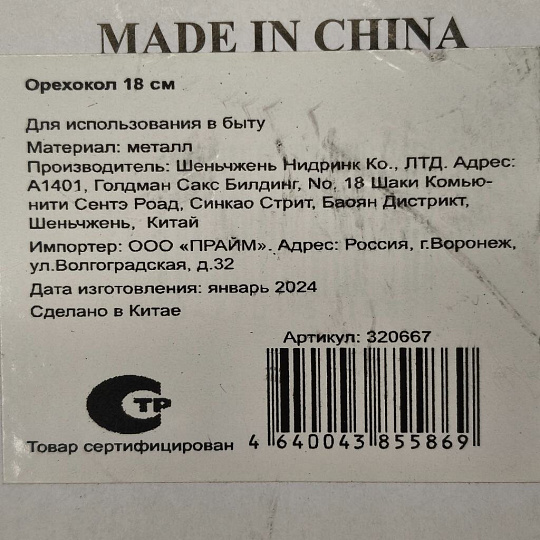 MADE IN CHINA
Орехокол 18 см
Для использования в быту
Материал: металл
Производитель: Шеньчжень Нидринк Ко., ЛТД. Адрес:
А1401, Голдман Сакс Билдинг, No, 18 Шаки Комью-
нити Сентэ Роад, Синкао Стрит, Баоян Дистрикт,
Шеньчжень, Китай
Импортер: ООО «ПРАЙМ». Адрес: Россия, г.Воронеж,
ул.Волгоградская, д.32
Дата изготовления: январь 2024
Сделано в Китае
Артикул: 320667
СТР
Товар сертифицирован
4 640043 855869